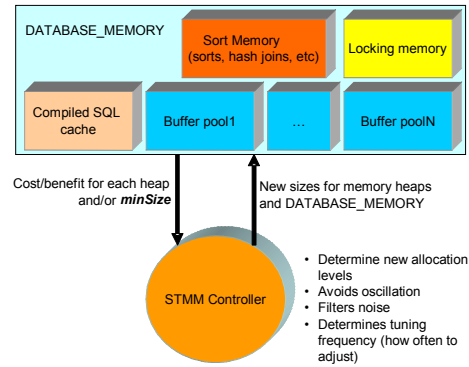 DATABASE_MEMORY
Sort Memory
(sorts, hash joins, etc)
Locking memory
Compiled SQL
cache
Buffer pool1
...
Buffer poolN
Cost/benefit for each heap
and/or minSize
New sizes for memory heaps
and DATABASE_MEMORY
STMM Controller
• Determine new allocation
levels
• Avoids oscillation
• Filters noise
• Determines tuning
frequency (how often to
adjust)